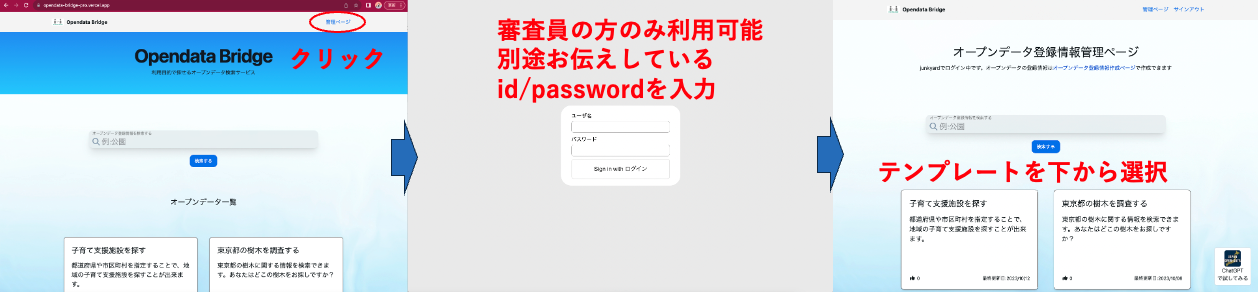 opendata-bridge-pro.vercel.app
Opendata Bridge
管理ページ
Opendata Bridge
クリック
利用目的で探せるオープンデータ検索サービス
オープンデータ登録情報を検索する
例:公園
検索する
オープンデータ一覧
子育て支援施設を探す
都道府県や市区町村を指定することで、地
域の子育て支援施設を探すことが出来ま
す。
東京都の樹木を調査する
東京都の樹木に関する情報を検索できま
す。あなたはどこの樹木をお探しですか？
審査員の方のみ利用可能
別途お伝えしている
id/passwordを入力
ユーザ名
パスワード
Sign in with ログイン
Opendata Bridge
管理ページ サインアウト
オープンデータ登録情報管理ページ
junkyardでログイン中です。オープンデータの登録情報はオープンデータ登録情報作成ページで作成できます
オープンデータ登録情報を検索する
例:公園
検索する
テンプレートを下から選択
子育て支援施設を探す
都道府県や市区町村を指定することで、
地域の子育て支援施設を探すことが出来
ます。
0
最終更新日:2023/10/12
東京都の樹木を調査する
東京都の樹木に関する情報を検索できま
す。あなたはどこの樹木をお探しです
か？
0
最終更新日:2023/10/06
ChatGPT
で試してみる